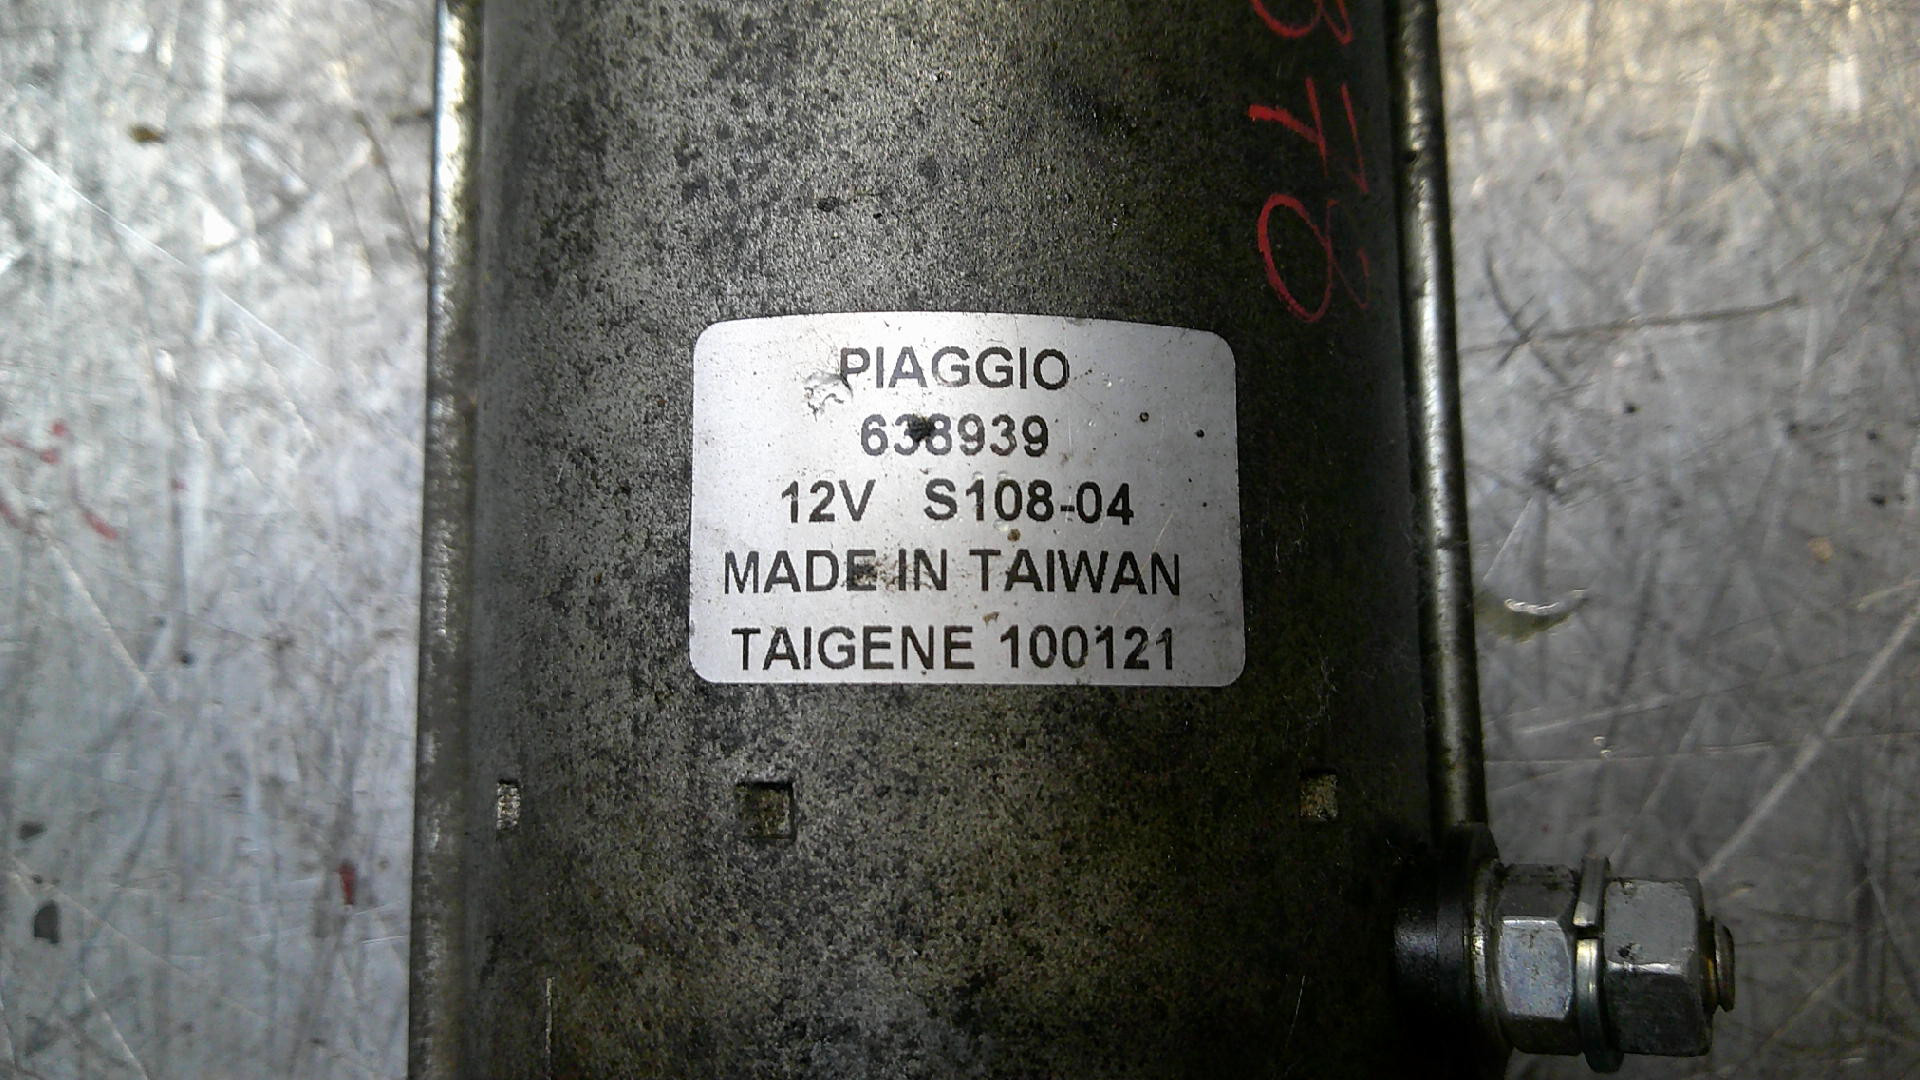 PIAGGIO
638939
12V S108-04
MADE IN TAIWAN
TAIGENE 100121